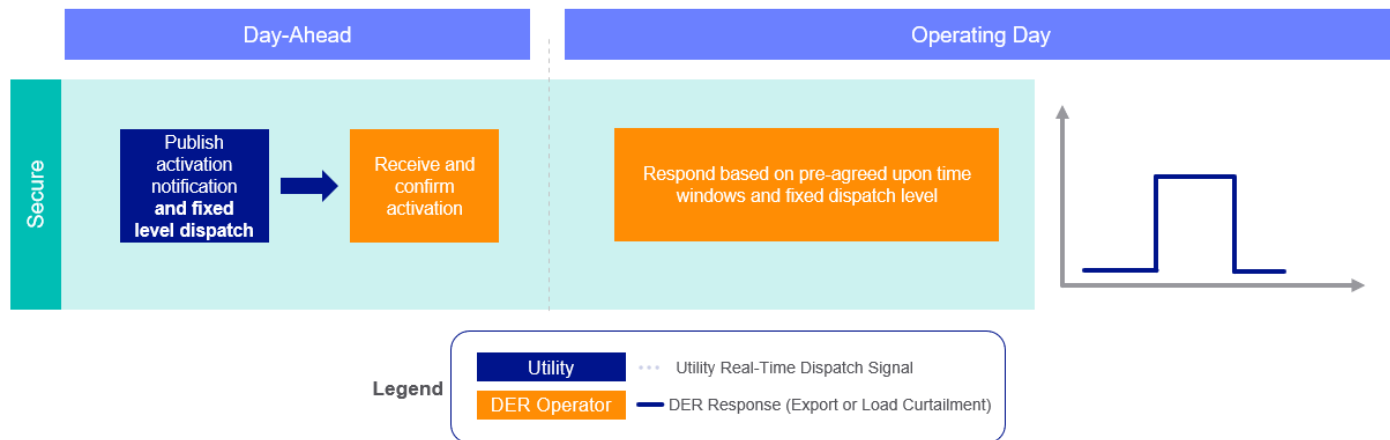 Day-Ahead
Operating Day
Secure
Publish
activation
notification
and fixed
level dispatch
Receive and
confirm
activation
Respond based on pre-agreed upon time
windows and fixed dispatch level
Legend
Utility
Utility Real-Time Dispatch Signal
DER Operator
DER Response (Export or Load Curtailment)